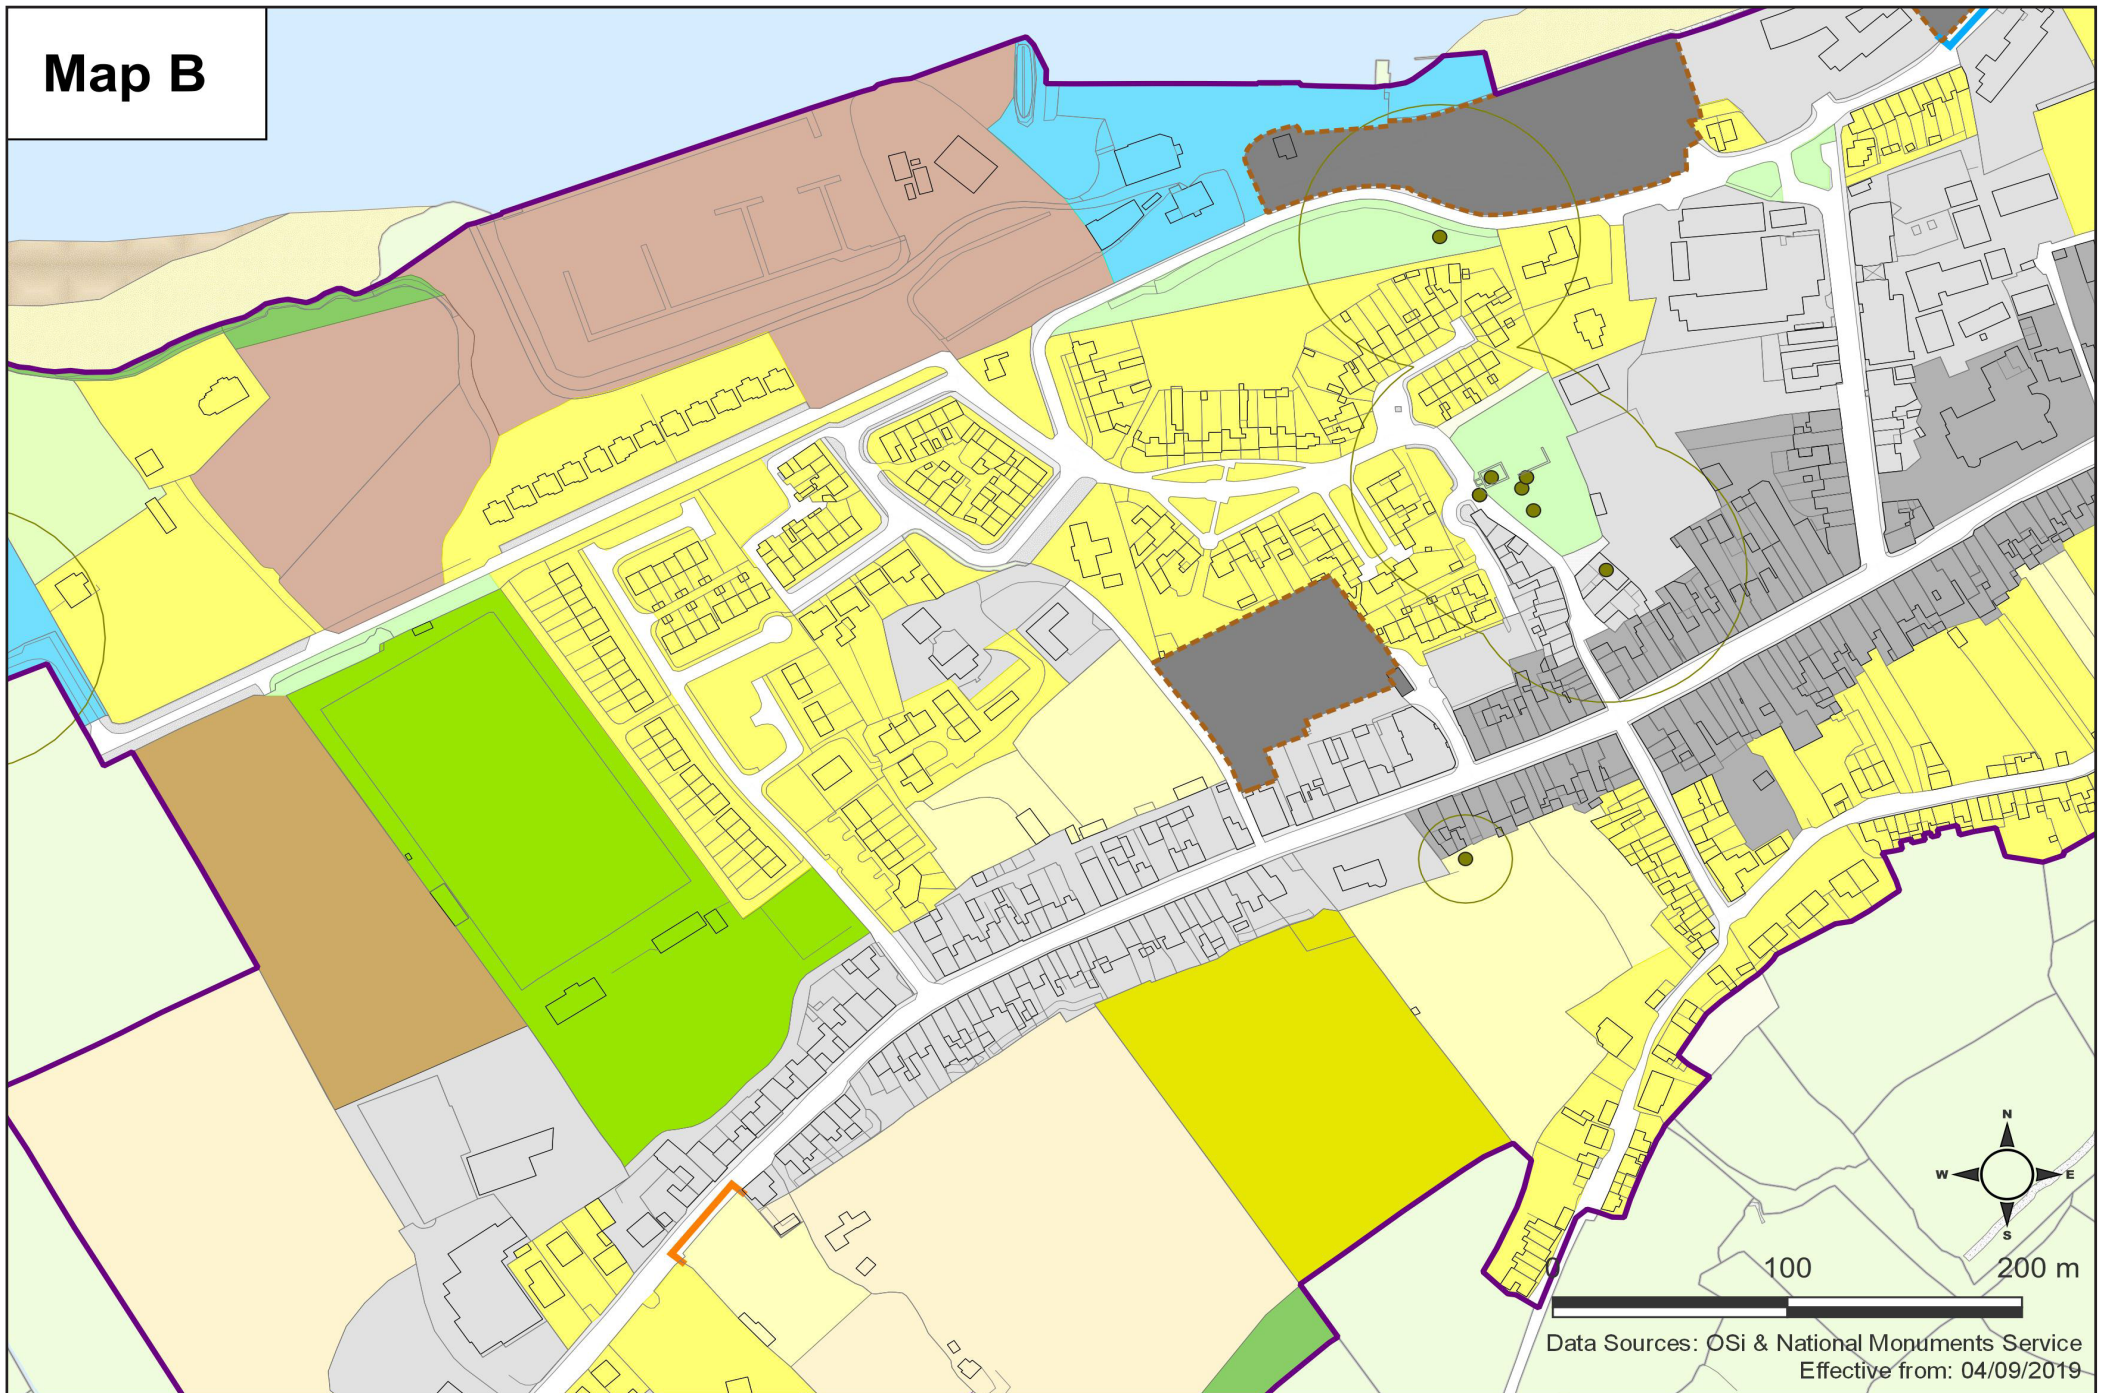 Map B
N
W E
S
0 100 200 m
Data Sources: OSi & National Monuments Service
Effective from: 04/09/2019